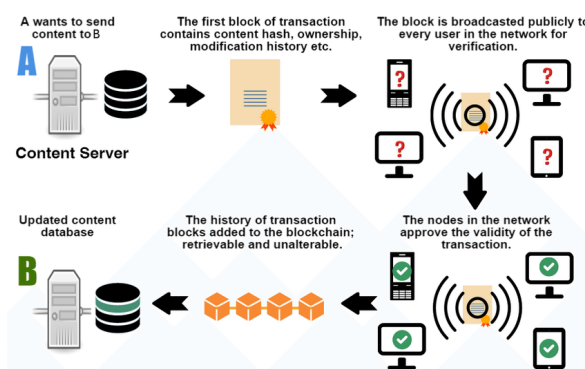 A wants to send
content to B
The first block of transaction
contains content hash, ownership,
modification history etc.
The block is broadcasted publicly to
every user in the network for
verification.
A
?
?
?
?
Content Server
Updated content
database
The history of transaction
blocks added to the blockchain;
retrievable and unalterable.
The nodes in the network
approve the validity of the
transaction.
B